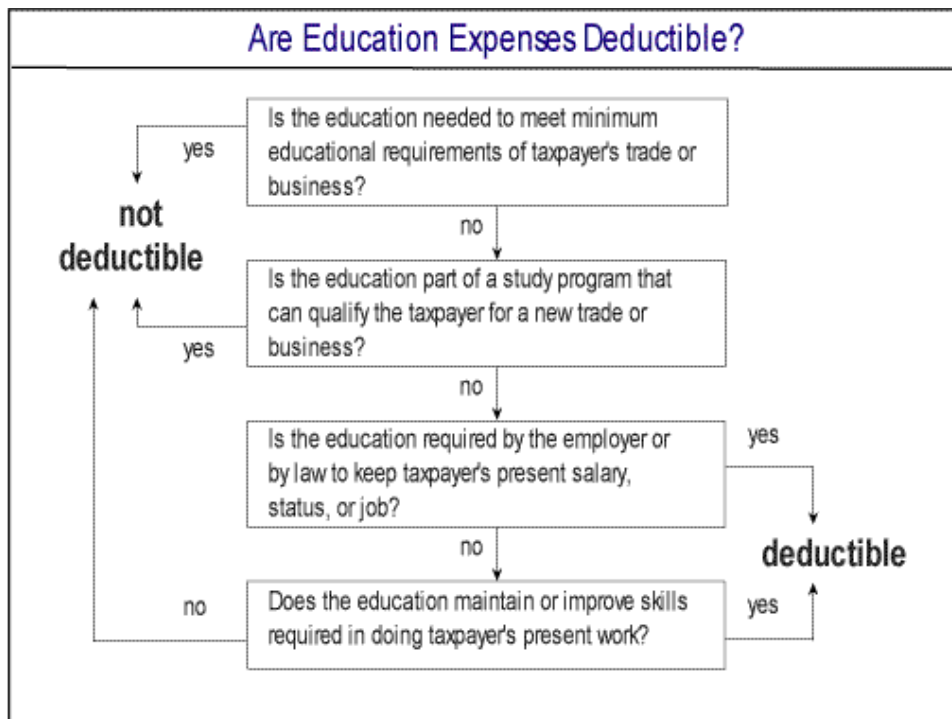 Are Education Expenses Deductible?
Is the education needed to meet minimum
educational requirements of taxpayer's trade or
business?
yes
not
deductible
no
Is the education part of a study program that
can qualify the taxpayer for a new trade or
business?
yes
no
Is the education required by the employer or
by law to keep taxpayer's present salary,
status, or job?
yes
no
deductible
Does the education maintain or improve skills
required in doing taxpayer's present work?
no
yes